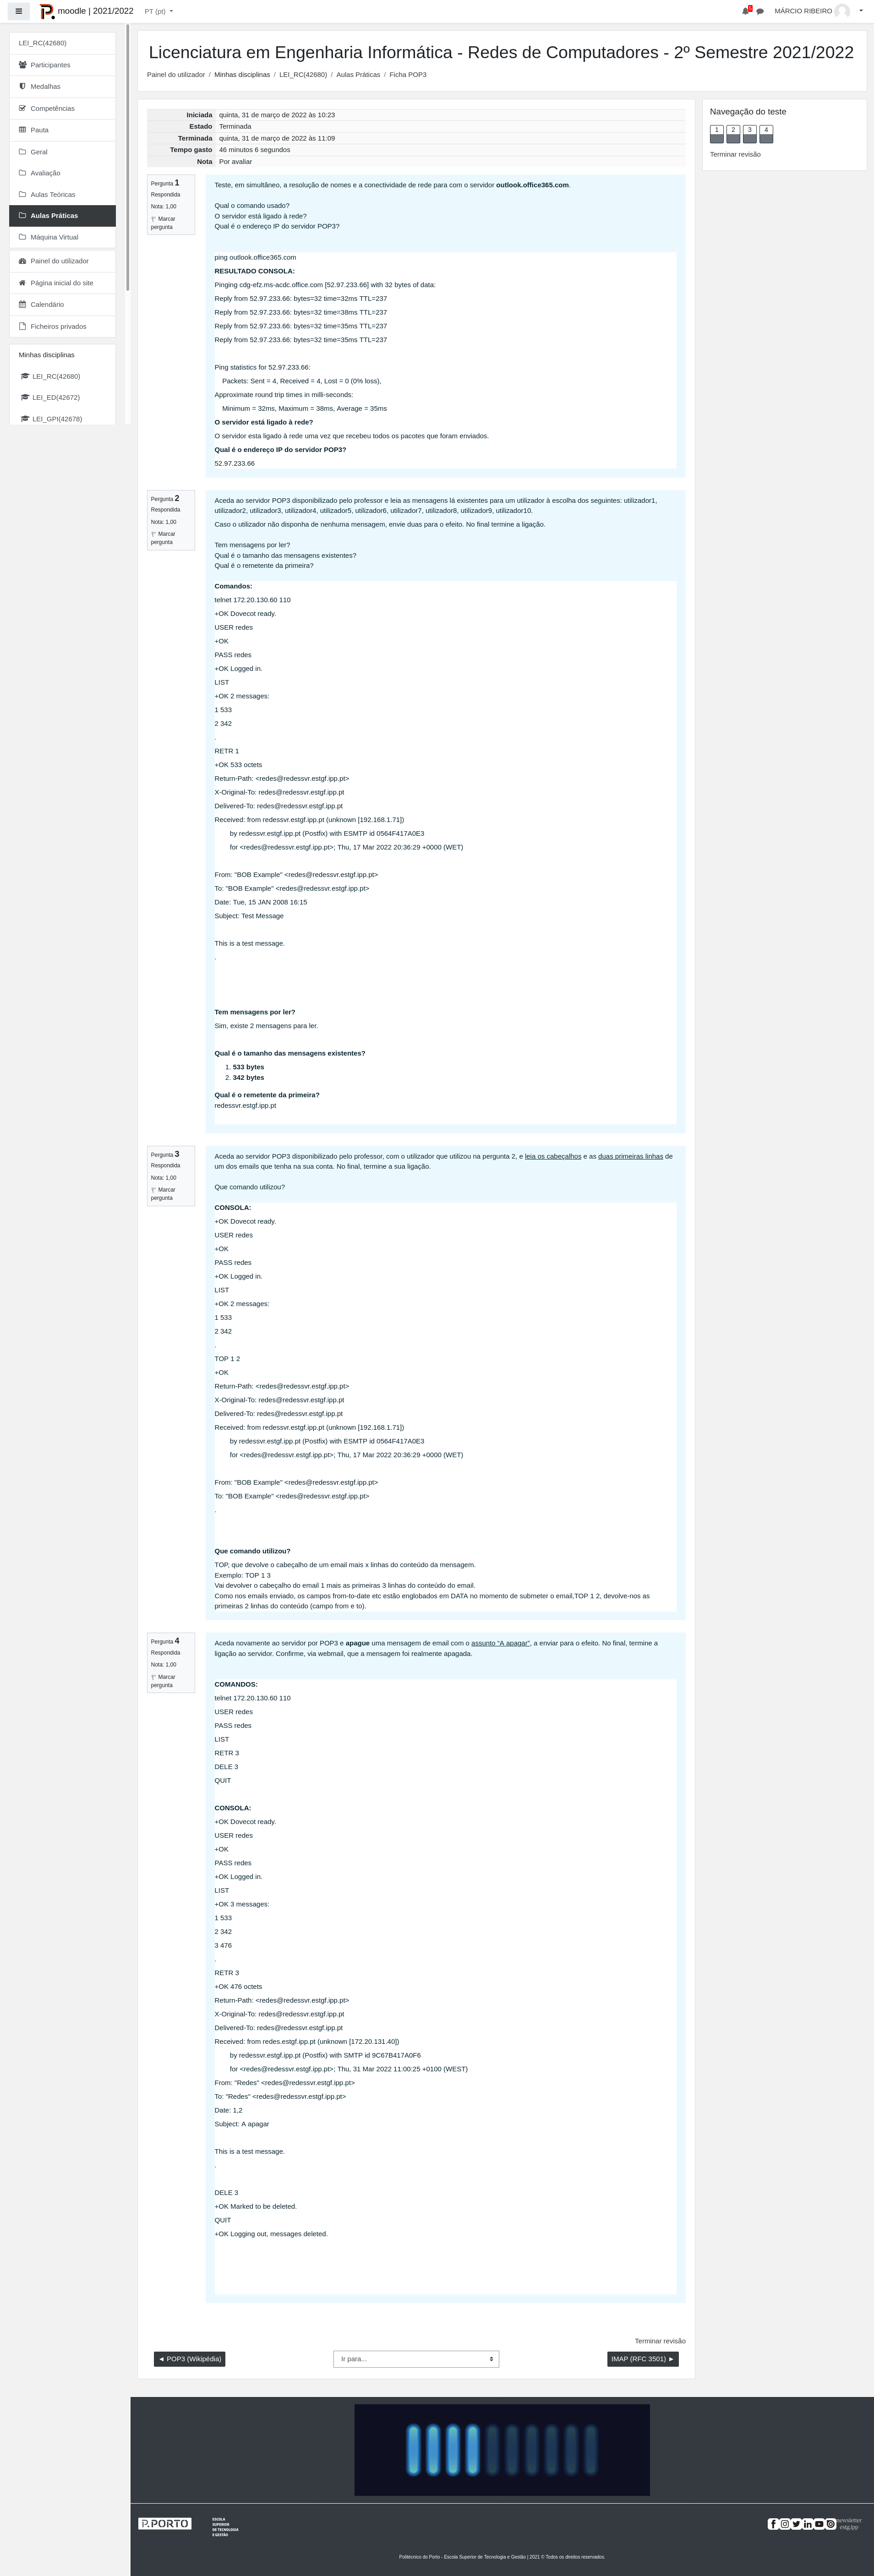 moodle | 2021/2022
PT (pt)
MÁRCIO RIBEIRO
LEI_RC(42680)
Participantes
Medalhas
Competências
Pauta
Geral
Avaliação
Aulas Teóricas
Aulas Práticas
Máquina Virtual
Painel do utilizador
Página inicial do site
Calendário
Ficheiros privados
Minhas disciplinas
LEI_RC(42680)
LEI_ED(42672)
LEI_GPI(42678)
Licenciatura em Engenharia Informática - Redes de Computadores - 2º Semestre 2021/2022
Painel do utilizador / Minhas disciplinas / LEI_RC(42680) / Aulas Práticas / Ficha POP3
Iniciada quinta, 31 de março de 2022 às 10:23
Estado Terminada
Terminada quinta, 31 de março de 2022 às 11:09
Tempo gasto 46 minutos 6 segundos
Nota Por avaliar
Pergunta 1
Respondida
Nota: 1,00
Marcar
pergunta
Teste, em simultâneo, a resolução de nomes e a conectividade de rede para com o servidor outlook.office365.com.
Qual o comando usado?
O servidor está ligado à rede?
Qual é o endereço IP do servidor POP3?
ping outlook.office365.com
RESULTADO CONSOLA:
Pinging cdg-efz.ms-acdc.office.com [52.97.233.66] with 32 bytes of data:
Reply from 52.97.233.66: bytes=32 time=32ms TTL=237
Reply from 52.97.233.66: bytes=32 time=38ms TTL=237
Reply from 52.97.233.66: bytes=32 time=35ms TTL=237
Reply from 52.97.233.66: bytes=32 time=35ms TTL=237
Ping statistics for 52.97.233.66:
Packets: Sent = 4, Received = 4, Lost = 0 (0% loss),
Approximate round trip times in milli-seconds:
Minimum = 32ms, Maximum = 38ms, Average = 35ms
O servidor está ligado à rede?
O servidor esta ligado à rede uma vez que recebeu todos os pacotes que foram enviados.
Qual é o endereço IP do servidor POP3?
52.97.233.66
Pergunta 2
Respondida
Nota: 1,00
Marcar
pergunta
Aceda ao servidor POP3 disponibilizado pelo professor e leia as mensagens lá existentes para um utilizador à escolha dos seguintes: utilizador1,
utilizador2, utilizador3, utilizador4, utilizador5, utilizador6, utilizador7, utilizador8, utilizador9, utilizador10.
Caso o utilizador não disponha de nenhuma mensagem, envie duas para o efeito. No final termine a ligação.
Tem mensagens por ler?
Qual é o tamanho das mensagens existentes?
Qual é o remetente da primeira?
Comandos:
telnet 172.20.130.60 110
+OK Dovecot ready.
USER redes
+OK
PASS redes
+OK Logged in.
LIST
+OK 2 messages:
1 533
2 342
.
RETR 1
+OK 533 octets
Return-Path: <redes@redessvr.estgf.ipp.pt>
X-Original-To: redes@redessvr.estgf.ipp.pt
Delivered-To: redes@redessvr.estgf.ipp.pt
Received: from redessvr.estgf.ipp.pt (unknown [192.168.1.71])
by redessvr.estgf.ipp.pt (Postfix) with ESMTP id 0564F417A0E3
for <redes@redessvr.estgf.ipp.pt>; Thu, 17 Mar 2022 20:36:29 +0000 (WET)
From: "BOB Example" <redes@redessvr.estgf.ipp.pt>
To: "BOB Example" <redes@redessvr.estgf.ipp.pt>
Date: Tue, 15 JAN 2008 16:15
Subject: Test Message
This is a test message.
.
Tem mensagens por ler?
Sim, existe 2 mensagens para ler.
Qual é o tamanho das mensagens existentes?
1. 533 bytes
2. 342 bytes
Qual é o remetente da primeira?
redessvr.estgf.ipp.pt
Pergunta 3
Respondida
Nota: 1,00
Marcar
pergunta
Aceda ao servidor POP3 disponibilizado pelo professor, com o utilizador que utilizou na pergunta 2, e leia os cabeçalhos e as duas primeiras linhas de
um dos emails que tenha na sua conta. No final, termine a sua ligação.
Que comando utilizou?
CONSOLA:
+OK Dovecot ready.
USER redes
+OK
PASS redes
+OK Logged in.
LIST
+OK 2 messages:
1 533
2 342
.
TOP 1 2
+OK
Return-Path: <redes@redessvr.estgf.ipp.pt>
X-Original-To: redes@redessvr.estgf.ipp.pt
Delivered-To: redes@redessvr.estgf.ipp.pt
Received: from redessvr.estgf.ipp.pt (unknown [192.168.1.71])
by redessvr.estgf.ipp.pt (Postfix) with ESMTP id 0564F417A0E3
for <redes@redessvr.estgf.ipp.pt>; Thu, 17 Mar 2022 20:36:29 +0000 (WET)
From: "BOB Example" <redes@redessvr.estgf.ipp.pt>
To: "BOB Example" <redes@redessvr.estgf.ipp.pt>
.
Que comando utilizou?
TOP, que devolve o cabeçalho de um email mais x linhas do conteúdo da mensagem.
Exemplo: TOP 1 3
Vai devolver o cabeçalho do email 1 mais as primeiras 3 linhas do conteúdo do email.
Como nos emails enviado, os campos from-to-date etc estão englobados em DATA no momento de submeter o email,TOP 1 2, devolve-nos as
primeiras 2 linhas do conteúdo (campo from e to).
Pergunta 4
Respondida
Nota: 1,00
Marcar
pergunta
Aceda novamente ao servidor por POP3 e apague uma mensagem de email com o assunto "A apagar", a enviar para o efeito. No final, termine a
ligação ao servidor. Confirme, via webmail, que a mensagem foi realmente apagada.
COMANDOS:
telnet 172.20.130.60 110
USER redes
PASS redes
LIST
RETR 3
DELE 3
QUIT
CONSOLA:
+OK Dovecot ready.
USER redes
+OK
PASS redes
+OK Logged in.
LIST
+OK 3 messages:
1 533
2 342
3 476
.
RETR 3
+OK 476 octets
Return-Path: <redes@redessvr.estgf.ipp.pt>
X-Original-To: redes@redessvr.estgf.ipp.pt
Delivered-To: redes@redessvr.estgf.ipp.pt
Received: from redes.estgf.ipp.pt (unknown [172.20.131.40])
by redessvr.estgf.ipp.pt (Postfix) with SMTP id 9C67B417A0F6
for <redes@redessvr.estgf.ipp.pt>; Thu, 31 Mar 2022 11:00:25 +0100 (WEST)
From: "Redes" <redes@redessvr.estgf.ipp.pt>
To: "Redes" <redes@redessvr.estgf.ipp.pt>
Date: 1,2
Subject: A apagar
This is a test message.
.
DELE 3
+OK Marked to be deleted.
QUIT
+OK Logging out, messages deleted.
Terminar revisão
◄ POP3 (Wikipédia)
Ir para...
IMAP (RFC 3501) ►
Navegação do teste
1 2 3 4
Terminar revisão
P.PORTO
ESCOLA
SUPERIOR
DE TECNOLOGIA
E GESTÃO
newsletter
estg.ipp
Politécnico do Porto - Escola Superior de Tecnologia e Gestão | 2021 © Todos os direitos reservados.